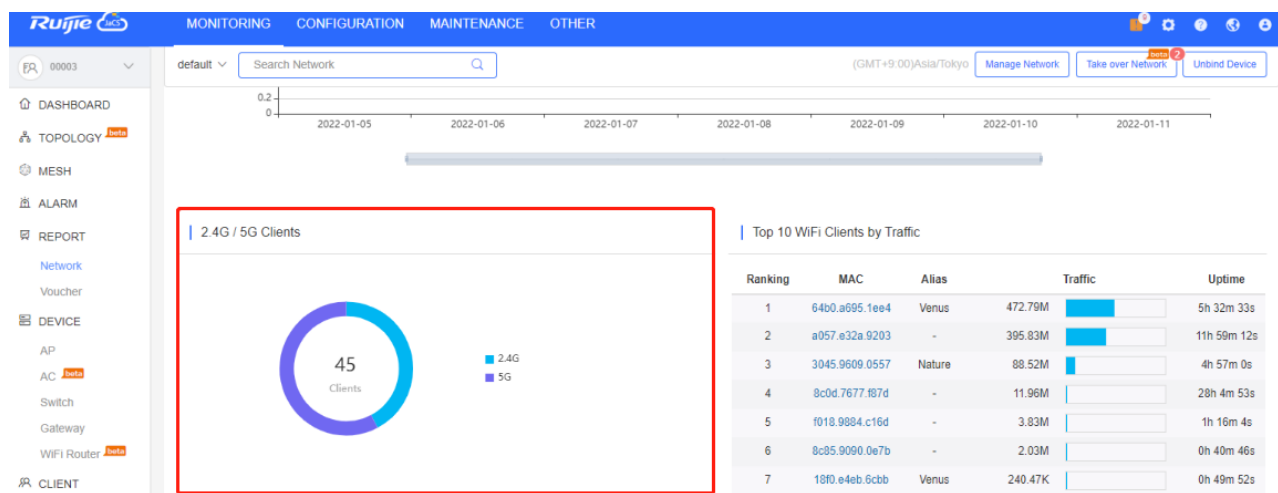 Ruijie JaCS MONITORING CONFIGURATION MAINTENANCE OTHER 9
00003 default Search Network (GMT+9:00)Asia/Tokyo Manage Network Take over Network beta 2 Unbind Device
DASHBOARD
TOPOLOGY beta
MESH
ALARM
REPORT
Network
Voucher
DEVICE
AP
AC beta
Switch
Gateway
WiFi Router beta
CLIENT
0.2
0
2022-01-05 2022-01-06 2022-01-07 2022-01-08 2022-01-09 2022-01-10 2022-01-11
2.4G / 5G Clients
45
Clients
2.4G
5G
Top 10 WiFi Clients by Traffic
Ranking MAC Alias Traffic Uptime
1 64b0.a695.1ee4 Venus 472.79M 5h 32m 33s
2 a057.e32a.9203 - 395.83M 11h 59m 12s
3 3045.9609.0557 Nature 88.52M 4h 57m 0s
4 8c0d.7677.f87d - 11.96M 28h 4m 53s
5 f018.9884.c16d - 3.83M 1h 16m 4s
6 8c85.9090.0e7b - 2.03M 0h 40m 46s
7 18f0.e4eb.6cbb Venus 240.47K 0h 49m 52s